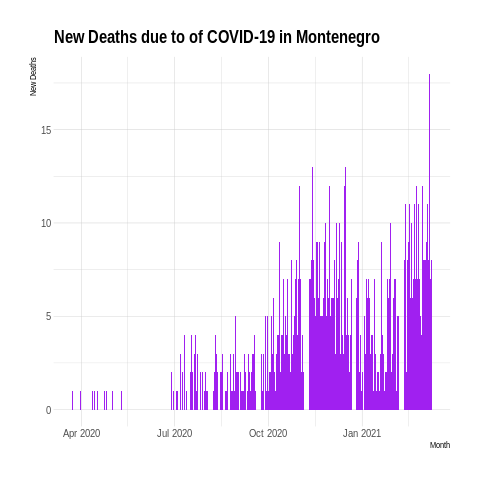 New Deaths due to of COVID-19 in Montenegro
New Deaths
15
10
5
0
Apr 2020
Jul 2020
Oct 2020
Jan 2021
Month